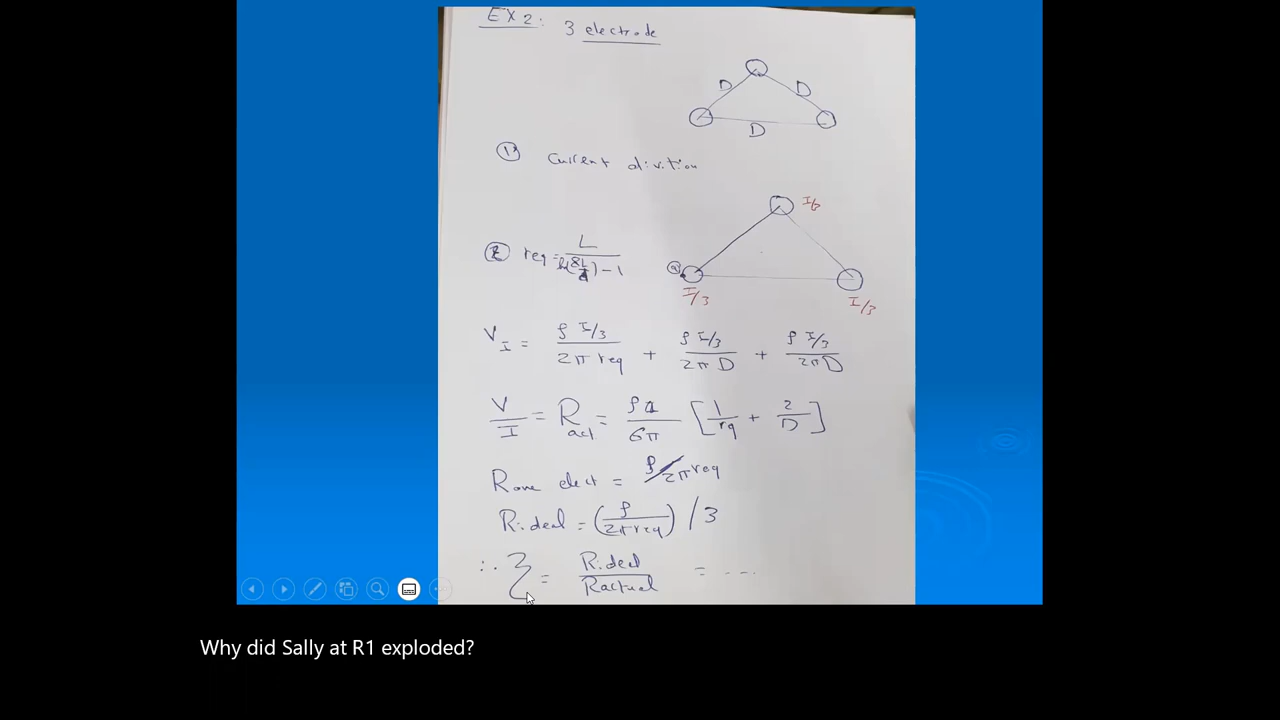 EX 2: 3 electrode
D D
D
① Current division
I/3
② req = L / (ln(8L/d) - 1)
I/3 I/3
V_I = ρ I/3 / 2π req + ρ I/3 / 2π D + ρ I/3 / 2π D
V/I = R act = ρ / 6π [ 1/rq + 2/D ]
R one elect = ρ/2π req
R ideal = (ρ / 2π req) / 3
∴ ξ = R ideal / R actual = ---
Why did Sally at R1 exploded?